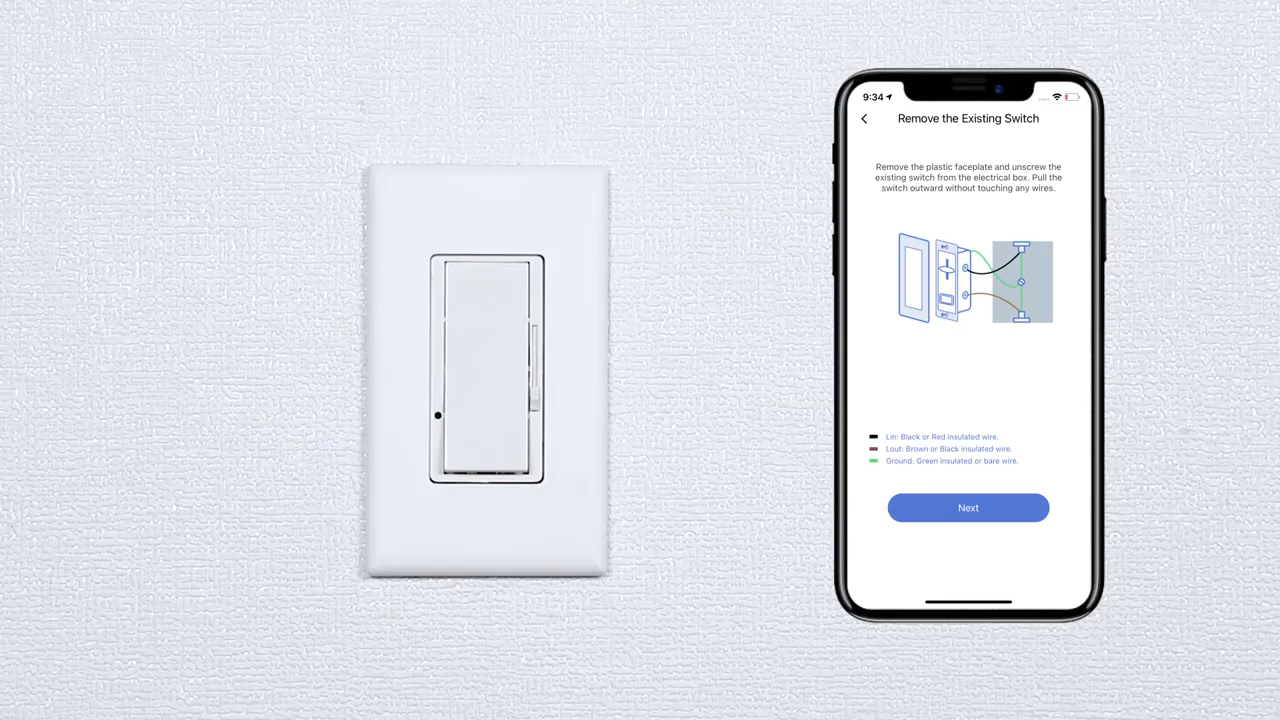 9:34
Remove the Existing Switch
Remove the plastic faceplate and unscrew the
existing switch from the electrical box. Pull the
switch outward without touching any wires.
Lin: Black or Red insulated wire.
Lout: Brown or Black insulated wire.
Ground: Green insulated or bare wire.
Next